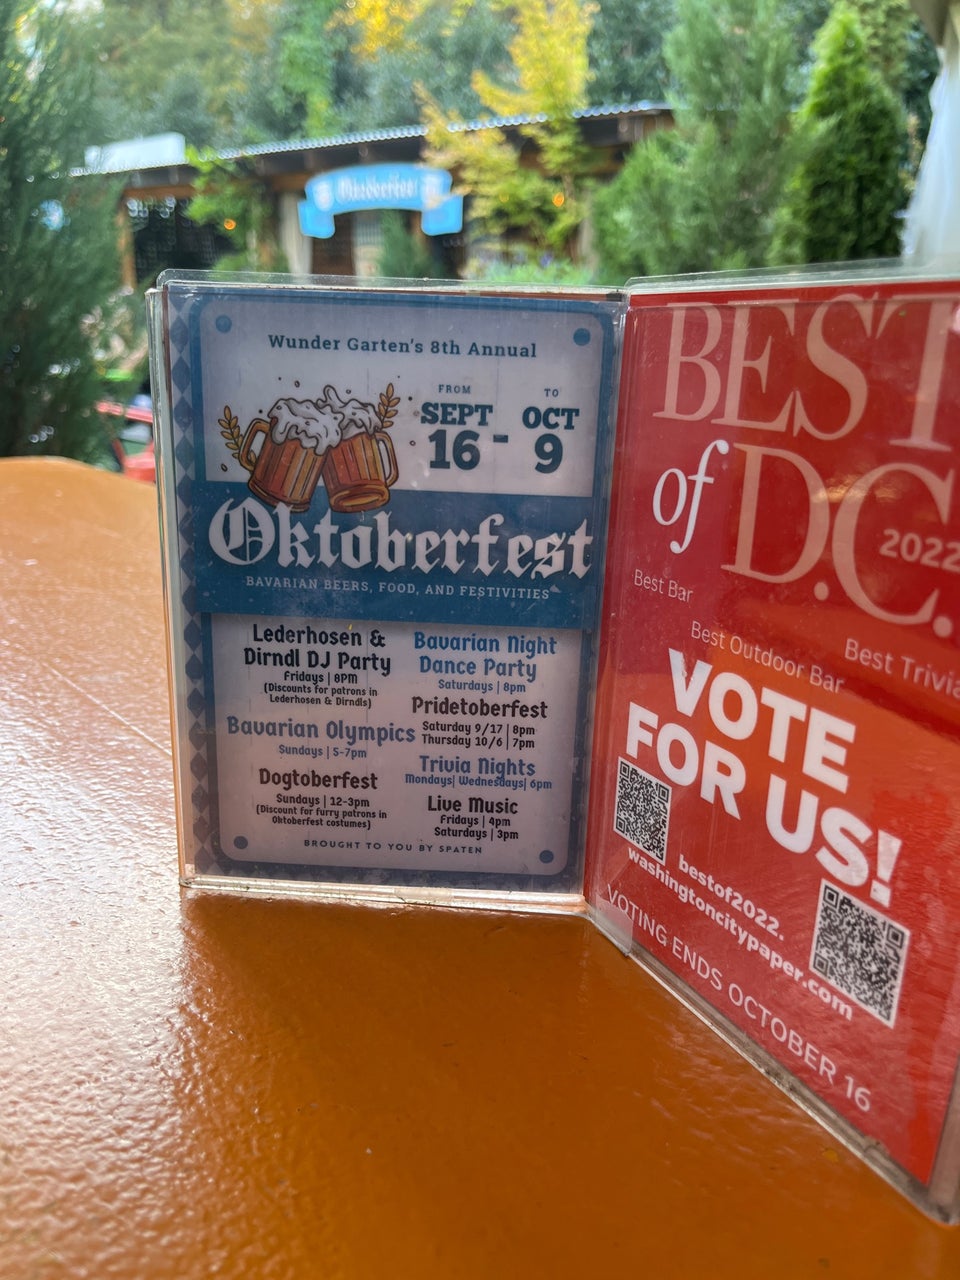 Oktoberfest
Wunder Garten's 8th Annual
FROM
SEPT
16
-
TO
OCT
9
Oktoberfest
BAVARIAN BEERS, FOOD, AND FESTIVITIES
Lederhosen &
Dirndl DJ Party
Fridays | 8PM
(Discounts for patrons in
Lederhosen & Dirndls)
Bavarian Olympics
Sundays | 5-7pm
Dogtoberfest
Sundays | 12-3pm
(Discount for furry patrons in
Oktoberfest costumes)
Bavarian Night
Dance Party
Saturdays | 8pm
Pridetoberfest
Saturday 9/17 | 8pm
Thursday 10/6 | 7pm
Trivia Nights
Mondays| Wednesdays| 6pm
Live Music
Fridays | 4pm
Saturdays | 3pm
BROUGHT TO YOU BY SPATEN
BEST
of D.C.
2022
Best Bar
Best Outdoor Bar
Best Trivia
VOTE
FOR US!
bestof2022.
washingtoncitypaper.com
VOTING ENDS OCTOBER 16